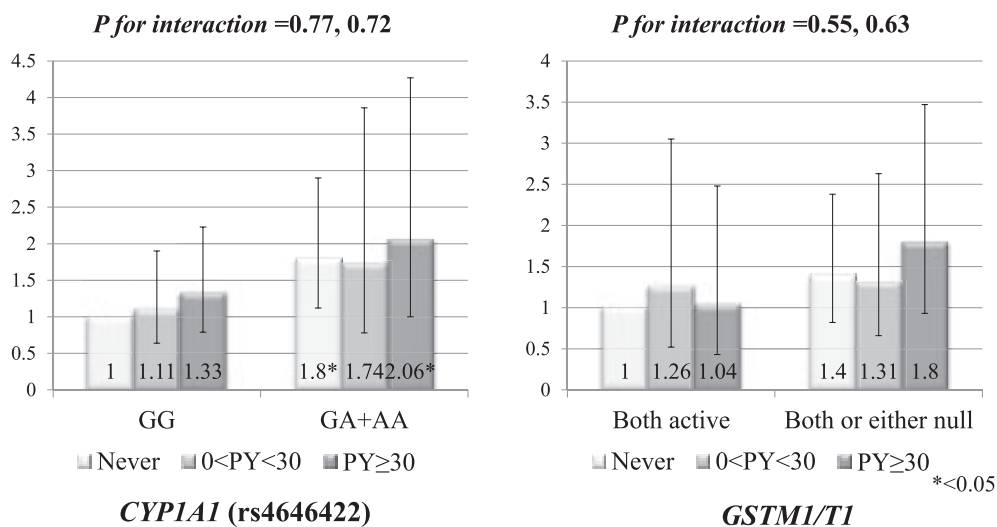 P for interaction =0.77, 0.72
4.5
4
3.5
3
2.5
2
1.5
1
0.5
0
1 1.11 1.33 1.8* 1.74 2.06*
GG GA+AA
Never 0<PY<30 PY≥30
CYP1A1 (rs4646422)
P for interaction =0.55, 0.63
4
3.5
3
2.5
2
1.5
1
0.5
0
1 1.26 1.04 1.4 1.31 1.8
Both active Both or either null
Never 0<PY<30 PY≥30
*<0.05
GSTM1/T1